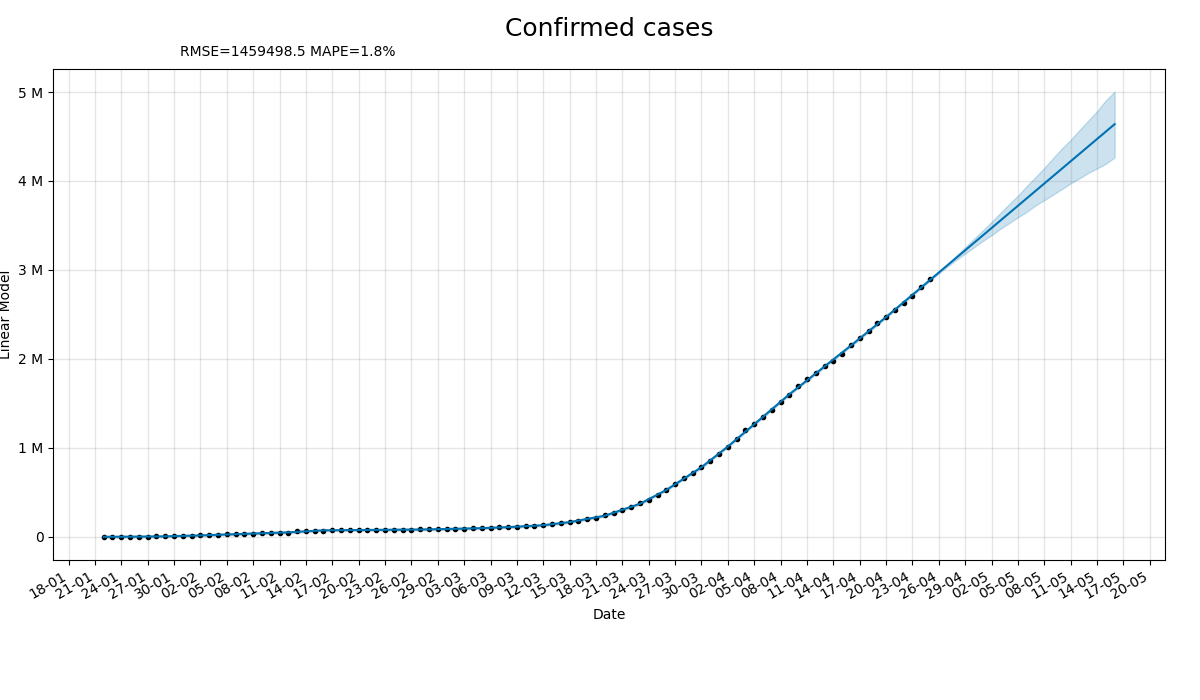 Confirmed cases
RMSE=1459498.5 MAPE=1.8%
5 M
4 M
3 M
2 M
1 M
0
Linear Model
18-01 21-01 24-01 27-01 30-01 02-02 05-02 08-02 11-02 14-02 17-02 20-02 23-02 26-02 29-02 03-03 06-03 09-03 12-03 15-03 18-03 21-03 24-03 27-03 30-03 02-04 05-04 08-04 11-04 14-04 17-04 20-04 23-04 26-04 29-04 02-05 05-05 08-05 11-05 14-05 17-05 20-05
Date